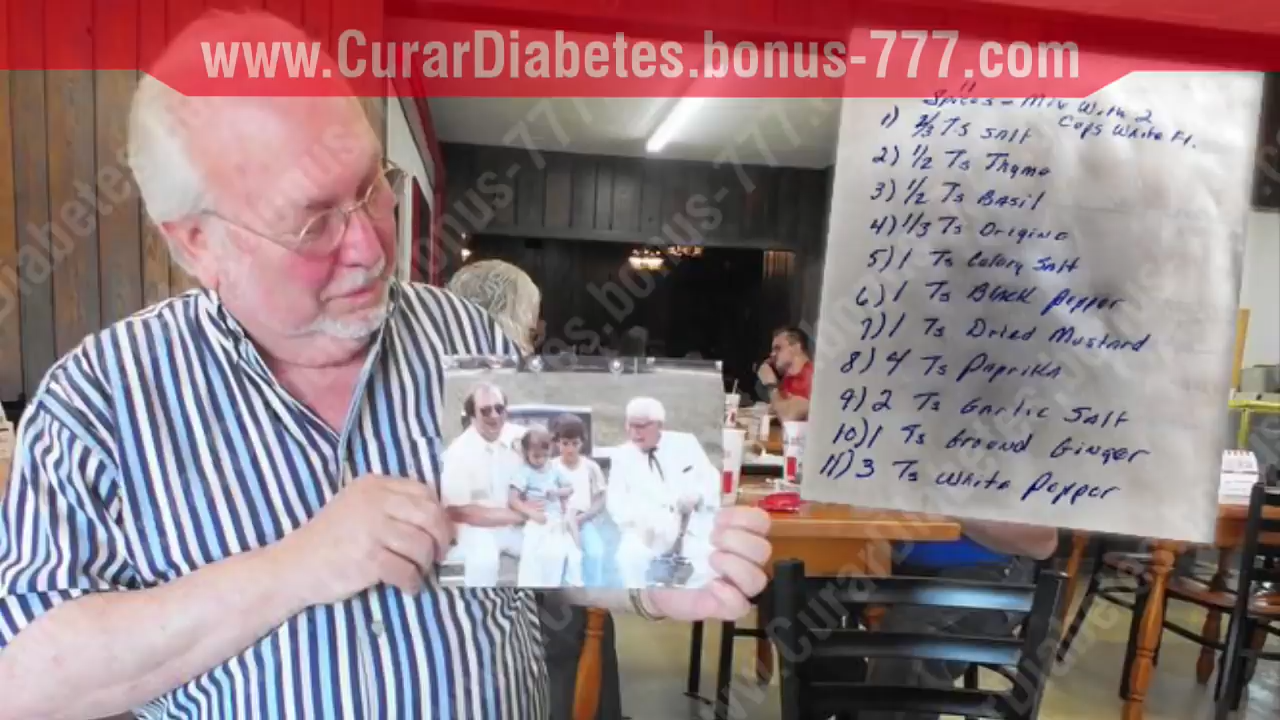 www.CurarDiabetes.bonus-777.com
11
Spices - Mix With 2
Cups White Fl.
1) 2/3 Ts Salt
2) 1/2 Ts Thyme
3) 1/2 Ts Basil
4) 1/3 Ts Origino
5) 1 Ts Celery Salt
6) 1 Ts Black Pepper
7) 1 Ts Dried Mustard
8) 4 Ts Paprika
9) 2 Ts Garlic Salt
10) 1 Ts Ground Ginger
11) 3 Ts White Pepper